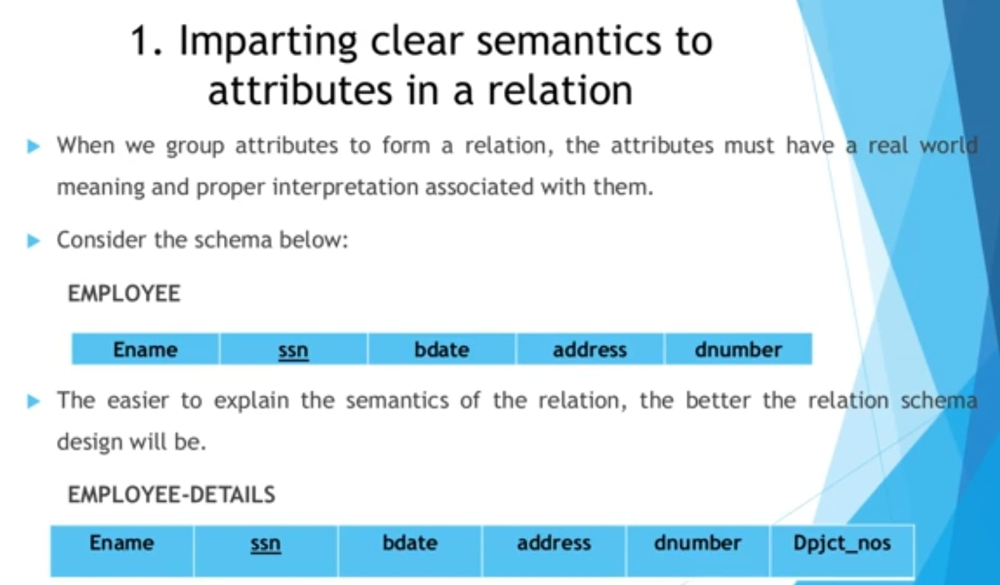 1. Imparting clear semantics to
attributes in a relation
When we group attributes to form a relation, the attributes must have a real world
meaning and proper interpretation associated with them.
Consider the schema below:
EMPLOYEE
Ename ssn bdate address dnumber
The easier to explain the semantics of the relation, the better the relation schema
design will be.
EMPLOYEE-DETAILS
Ename ssn bdate address dnumber Dpjct_nos